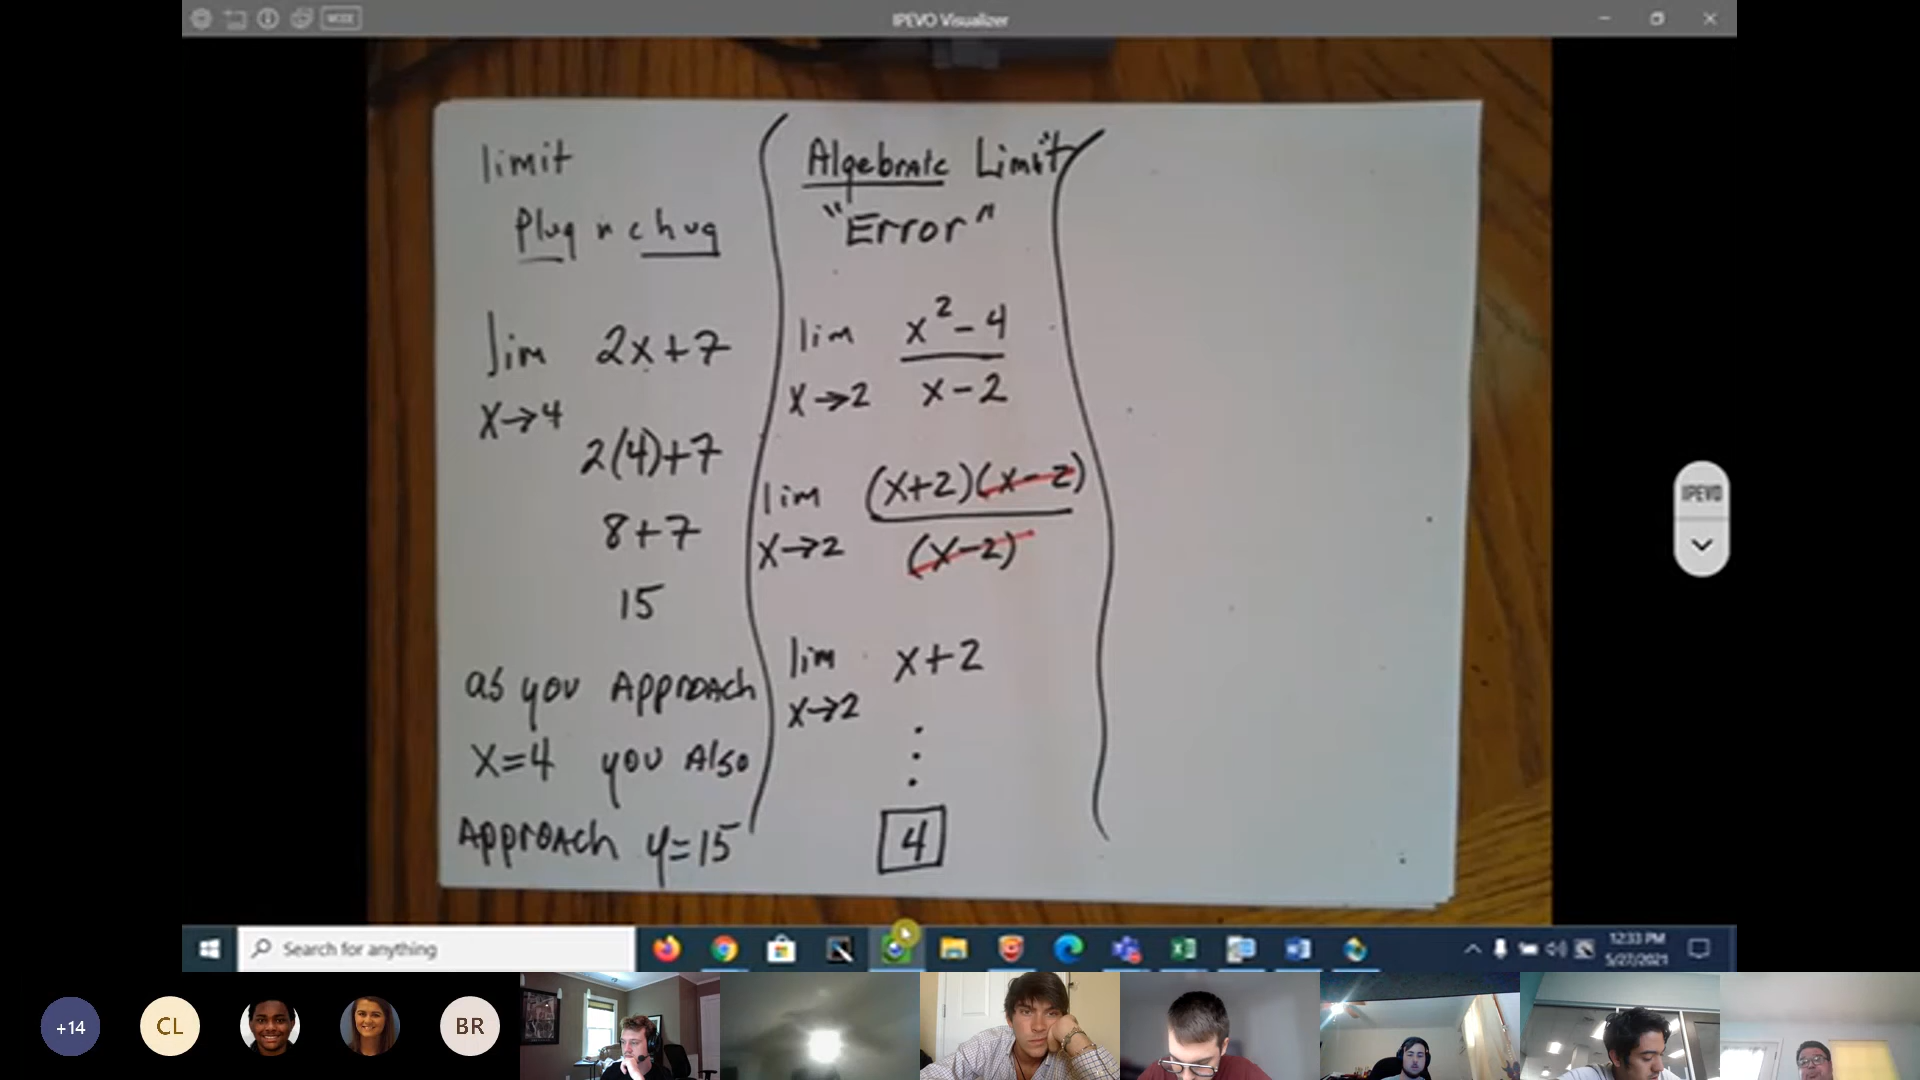 IPEVO Visualizer
limit
Plug n chug
lim 2x+7
x→4
2(4)+7
8+7
15
as you Approach
x=4 you Also
Approach y=15
Algebraic Limit
"Error"
lim x²-4
x→2 x-2
lim (x+2)(x-2)
x→2 (x-2)
lim x+2
x→2
4
IPEVO
Search for anything
12:33 PM
5/27/2021
+14
CL
BR